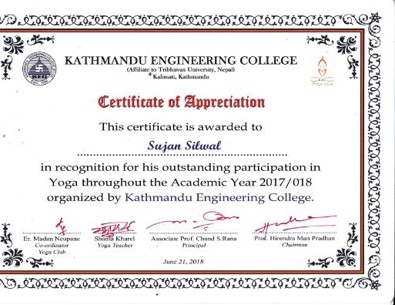 KATHMANDU ENGINEERING COLLEGE
(Affiliate to Tribhuvan University, Nepal)
Kalimati, Kathmandu
Certificate of Appreciation
This certificate is awarded to
Sujan Silwal
in recognition for his outstanding participation in
Yoga throughout the Academic Year 2017/018
organized by Kathmandu Engineering College.
Er. Madan Neupane
Co-ordinator
Yoga Club
Shanta Kharel
Yoga Teacher
Associate Prof. Chand S.Rana
Principal
Prof. Hirendra Man Pradhan
Chairman
June 21, 2018